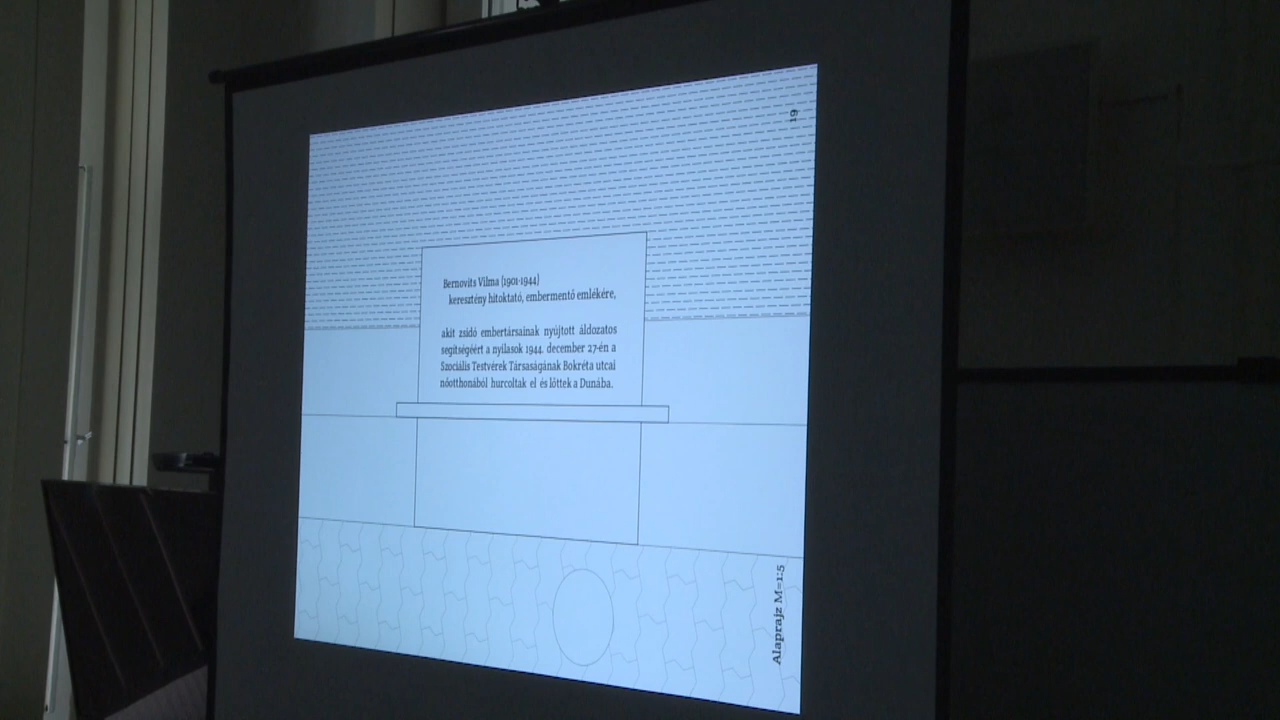 19
Bernovits Vilma (1901-1944)
keresztény hitoktató, embermentő emlékére,
akit zsidó embertársainak nyújtott áldozatos
segítségéért a nyilasok 1944. december 27-én a
Szociális Testvérek Társaságának Bokréta utcai
nőotthonából hurcoltak el és lőttek a Dunába.
Alaprajz M=1:5